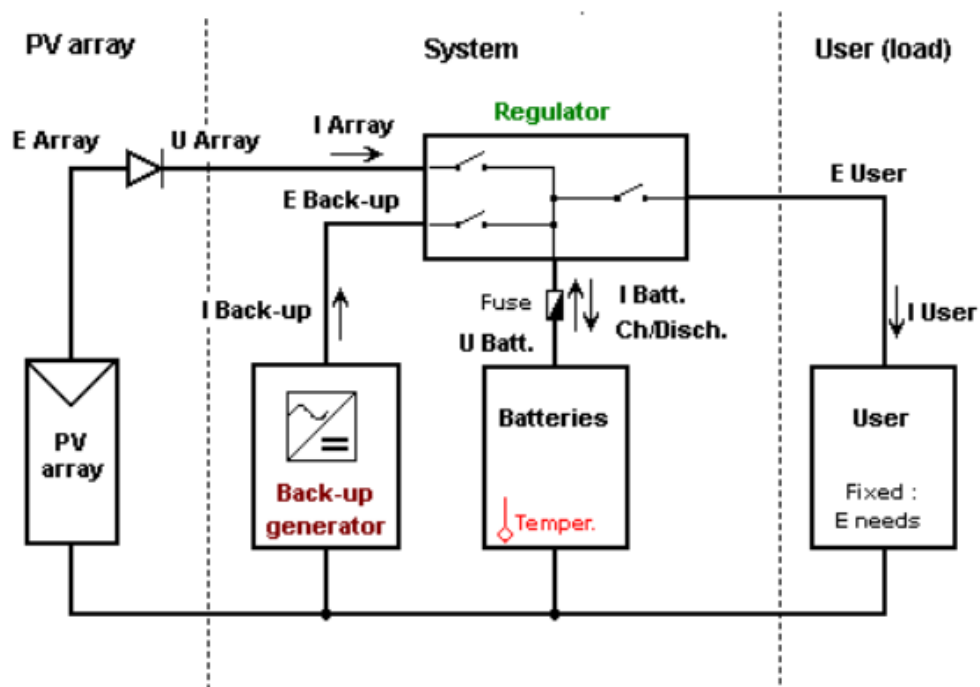 PV array
System
User (load)
Regulator
I Array
E Array
U Array
E User
E Back-up
Fuse
I Batt.
Ch/Disch.
I Back-up
U Batt.
I User
PV
array
Back-up
generator
Batteries
Temper.
User
Fixed :
E needs